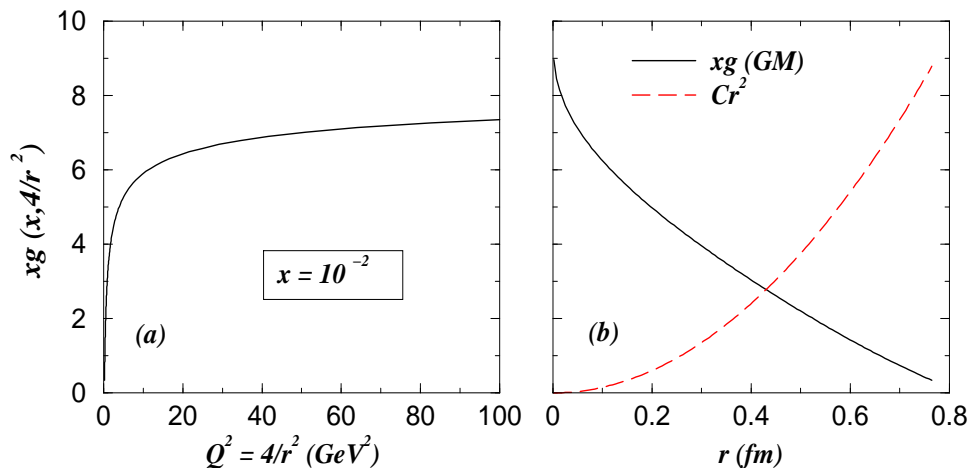 10
8
6
4
2
0
xg (x,4/r ²)
x = 10 ⁻²
(a)
0 20 40 60 80 100
Q² = 4/r² (GeV²)
xg (GM)
Cr²
(b)
0 0.2 0.4 0.6 0.8
r (fm)